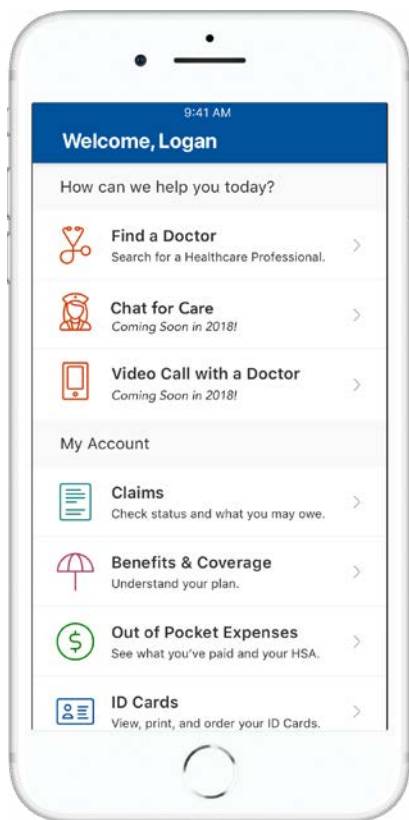 9:41 AM
Welcome, Logan
How can we help you today?
Find a Doctor
Search for a Healthcare Professional.
Chat for Care
Coming Soon in 2018!
Video Call with a Doctor
Coming Soon in 2018!
My Account
Claims
Check status and what you may owe.
Benefits & Coverage
Understand your plan.
$
Out of Pocket Expenses
See what you've paid and your HSA.
ID Cards
View, print, and order your ID Cards.